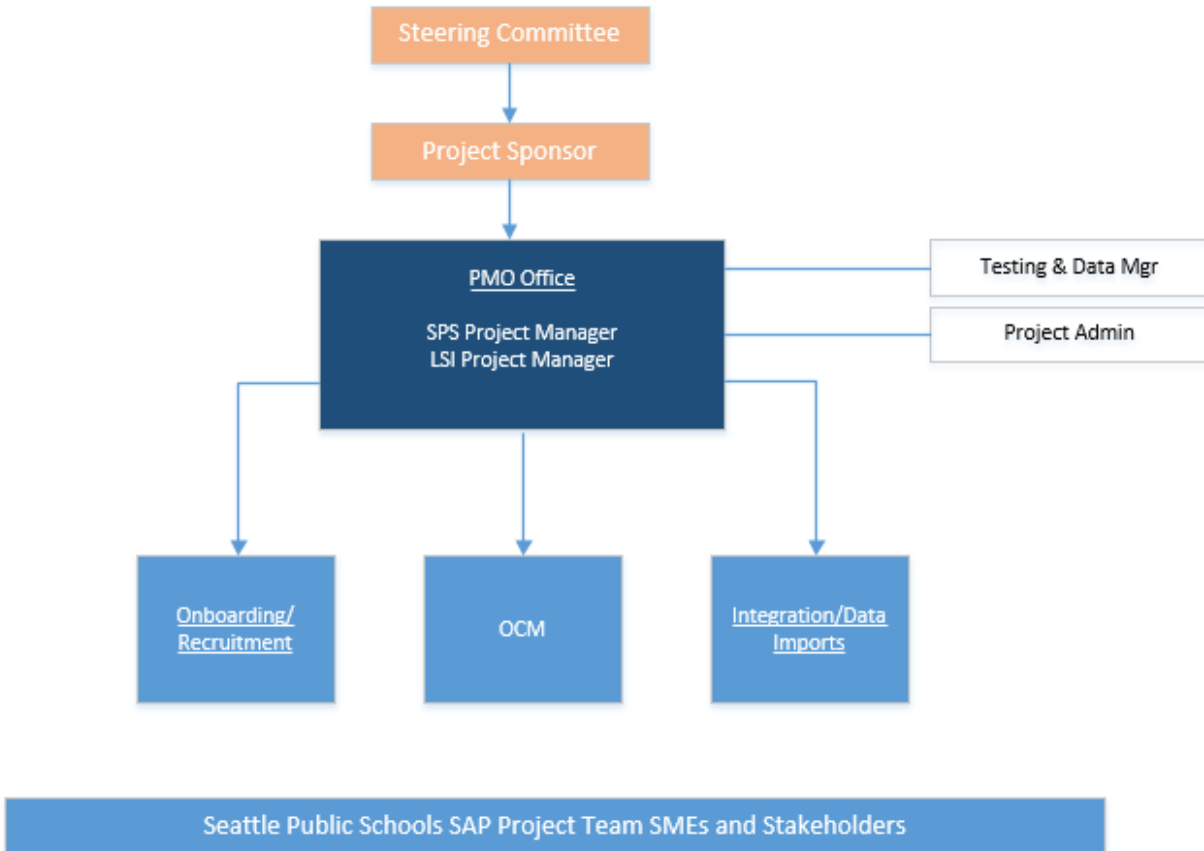 Steering Committee
Project Sponsor
PMO Office
SPS Project Manager
LSI Project Manager
Testing & Data Mgr
Project Admin
Onboarding/
Recruitment
OCM
Integration/Data
Imports
Seattle Public Schools SAP Project Team SMEs and Stakeholders